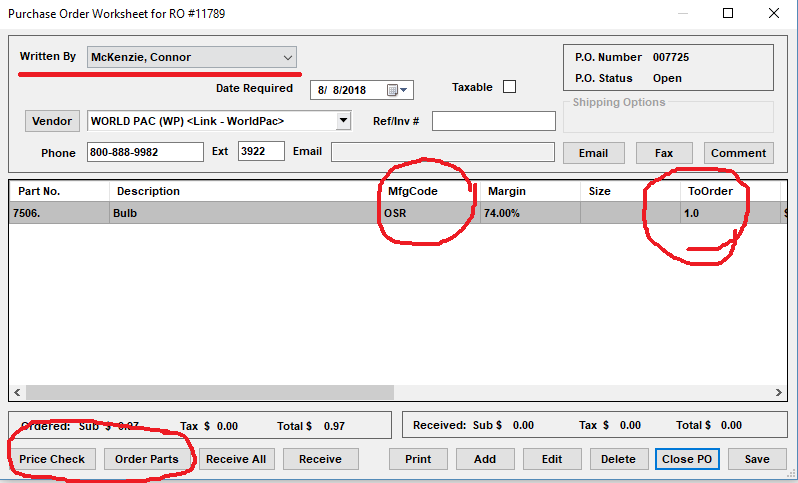 Purchase Order Worksheet for RO #11789
Written By McKenzie, Connor
P.O. Number 007725
P.O. Status Open
Date Required 8/ 8/2018 Taxable
Shipping Options
Vendor WORLD PAC (WP) <Link - WorldPac> Ref/Inv #
Phone 800-888-9982 Ext 3922 Email
Email Fax Comment
Part No. Description MfgCode Margin Size ToOrder
7506. Bulb OSR 74.00% 1.0 $
Ordered: Sub $ 0.97 Tax $ 0.00 Total $ 0.97
Received: Sub $ 0.00 Tax $ 0.00 Total $ 0.00
Price Check Order Parts Receive All Receive Print Add Edit Delete Close PO Save